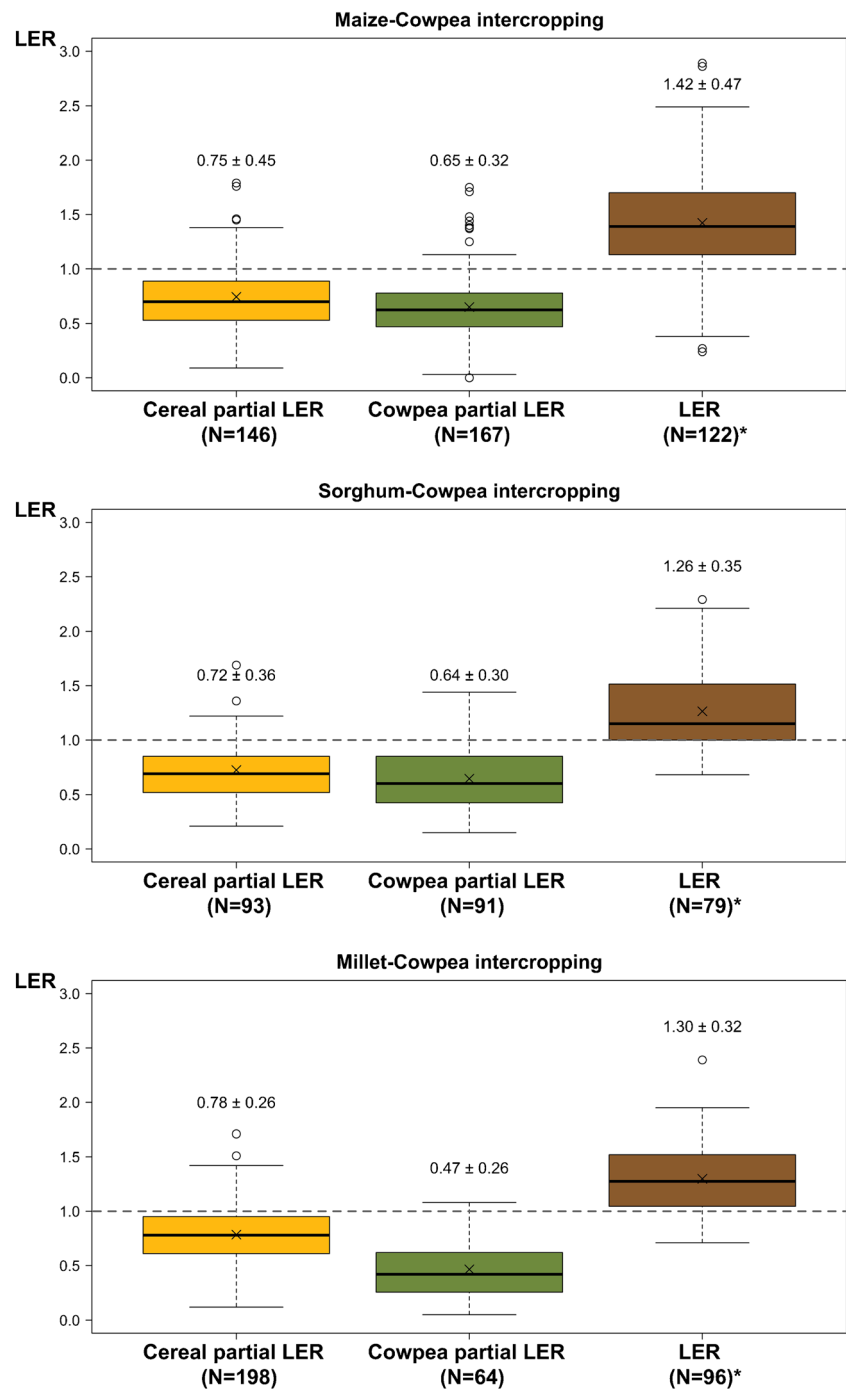 Maize-Cowpea intercropping
LER
3.0
1.42 ± 0.47
2.5
0.75 ± 0.45 0.65 ± 0.32
2.0
1.5
1.0
0.5
0.0
Cereal partial LER Cowpea partial LER LER
(N=146) (N=167) (N=122)*
Sorghum-Cowpea intercropping
LER
3.0
1.26 ± 0.35
2.5
2.0
0.72 ± 0.36 0.64 ± 0.30
1.5
1.0
0.5
0.0
Cereal partial LER Cowpea partial LER LER
(N=93) (N=91) (N=79)*
Millet-Cowpea intercropping
LER
3.0
1.30 ± 0.32
2.5
0.78 ± 0.26
2.0
1.5
0.47 ± 0.26
1.0
0.5
0.0
Cereal partial LER Cowpea partial LER LER
(N=198) (N=64) (N=96)*